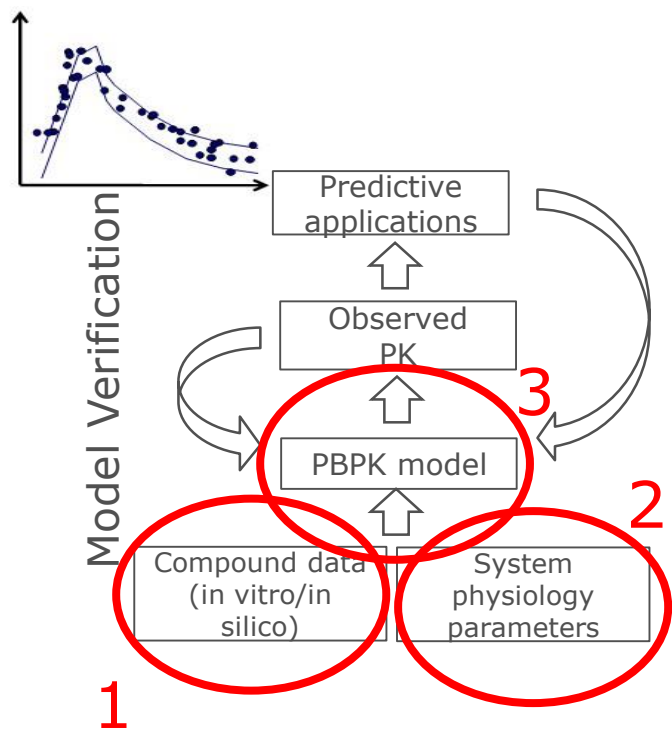 Predictive
applications
Model Verification
Observed
PK
3
PBPK model
2
Compound data
(in vitro/in
silico)
System
physiology
parameters
1